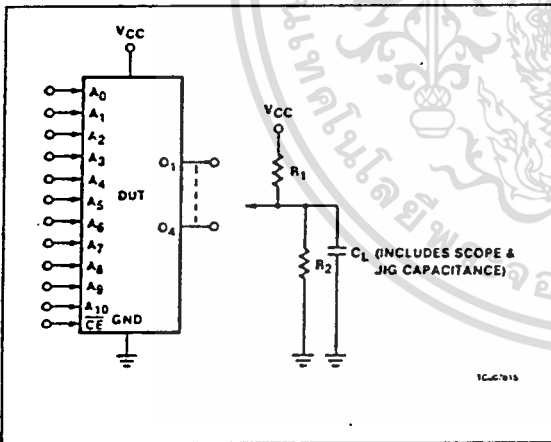 VCC
A0
A1
A2
A3
A4
A5
A6
A7
A8
A9
A10
CE
GND
DUT
O1
O4
VCC
R1
R2
CL (INCLUDES SCOPE &
JIG CAPACITANCE)